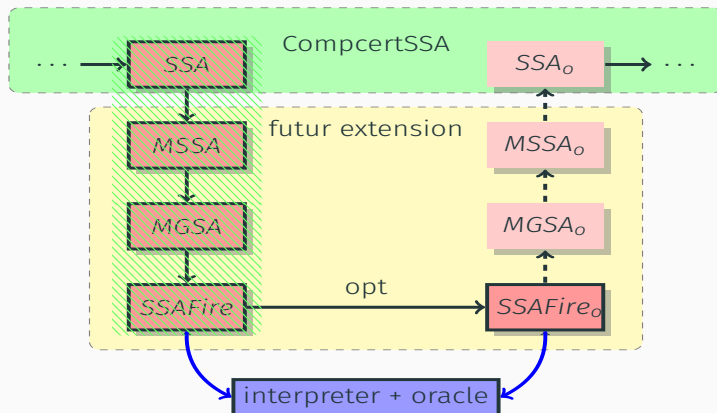 CompcertSSA
··· SSA SSAₒ ···
futur extension
MSSA MSSAₒ
MGSA MGSAₒ
opt
SSAFire SSAFireₒ
interpreter + oracle